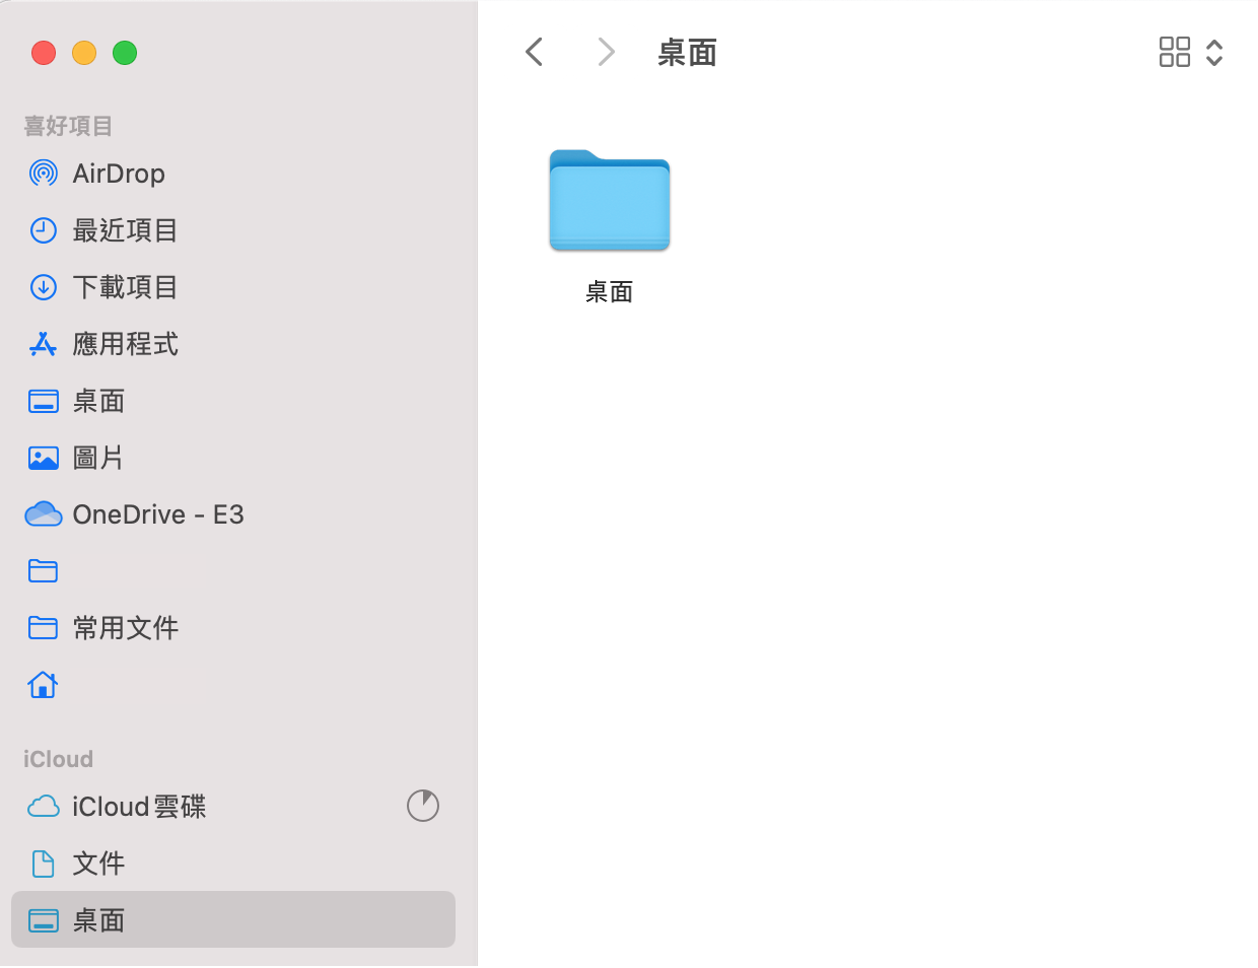 喜好項目
AirDrop
最近項目
下載項目
應用程式
桌面
圖片
OneDrive - E3
常用文件
iCloud
iCloud雲碟
文件
桌面
桌面
桌面